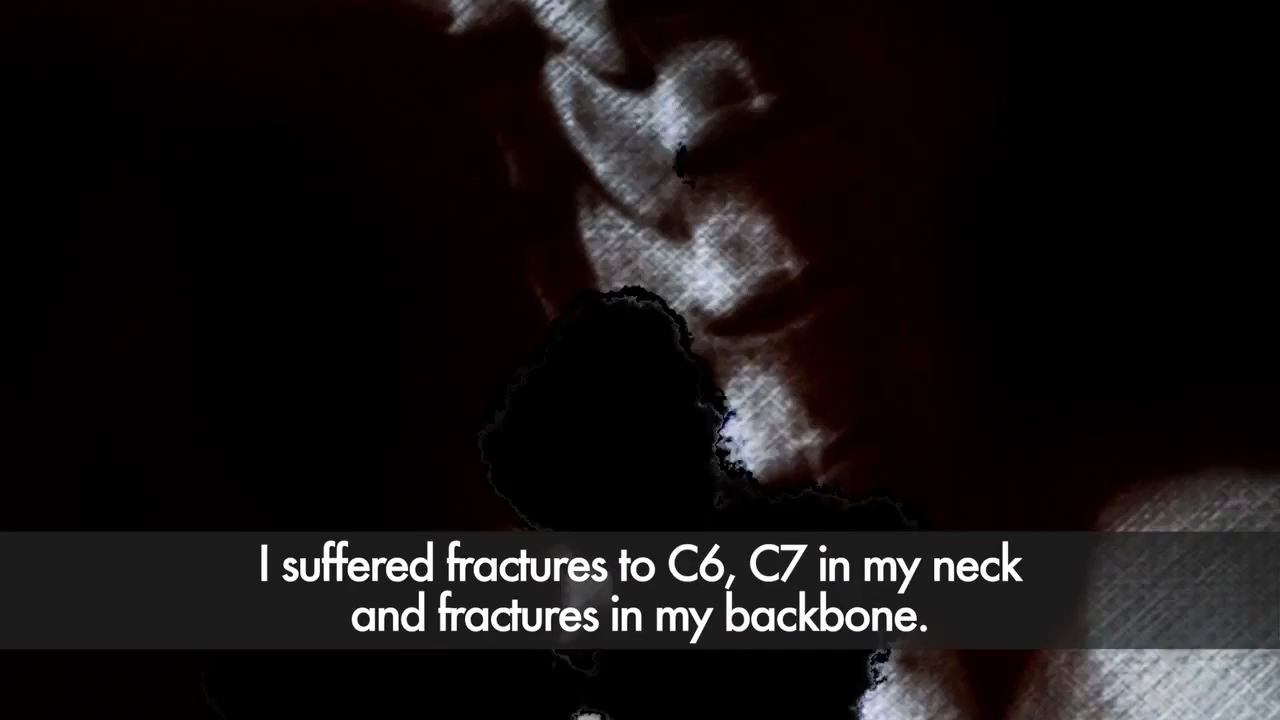 I suffered fractures to C6, C7 in my neck
and fractures in my backbone.